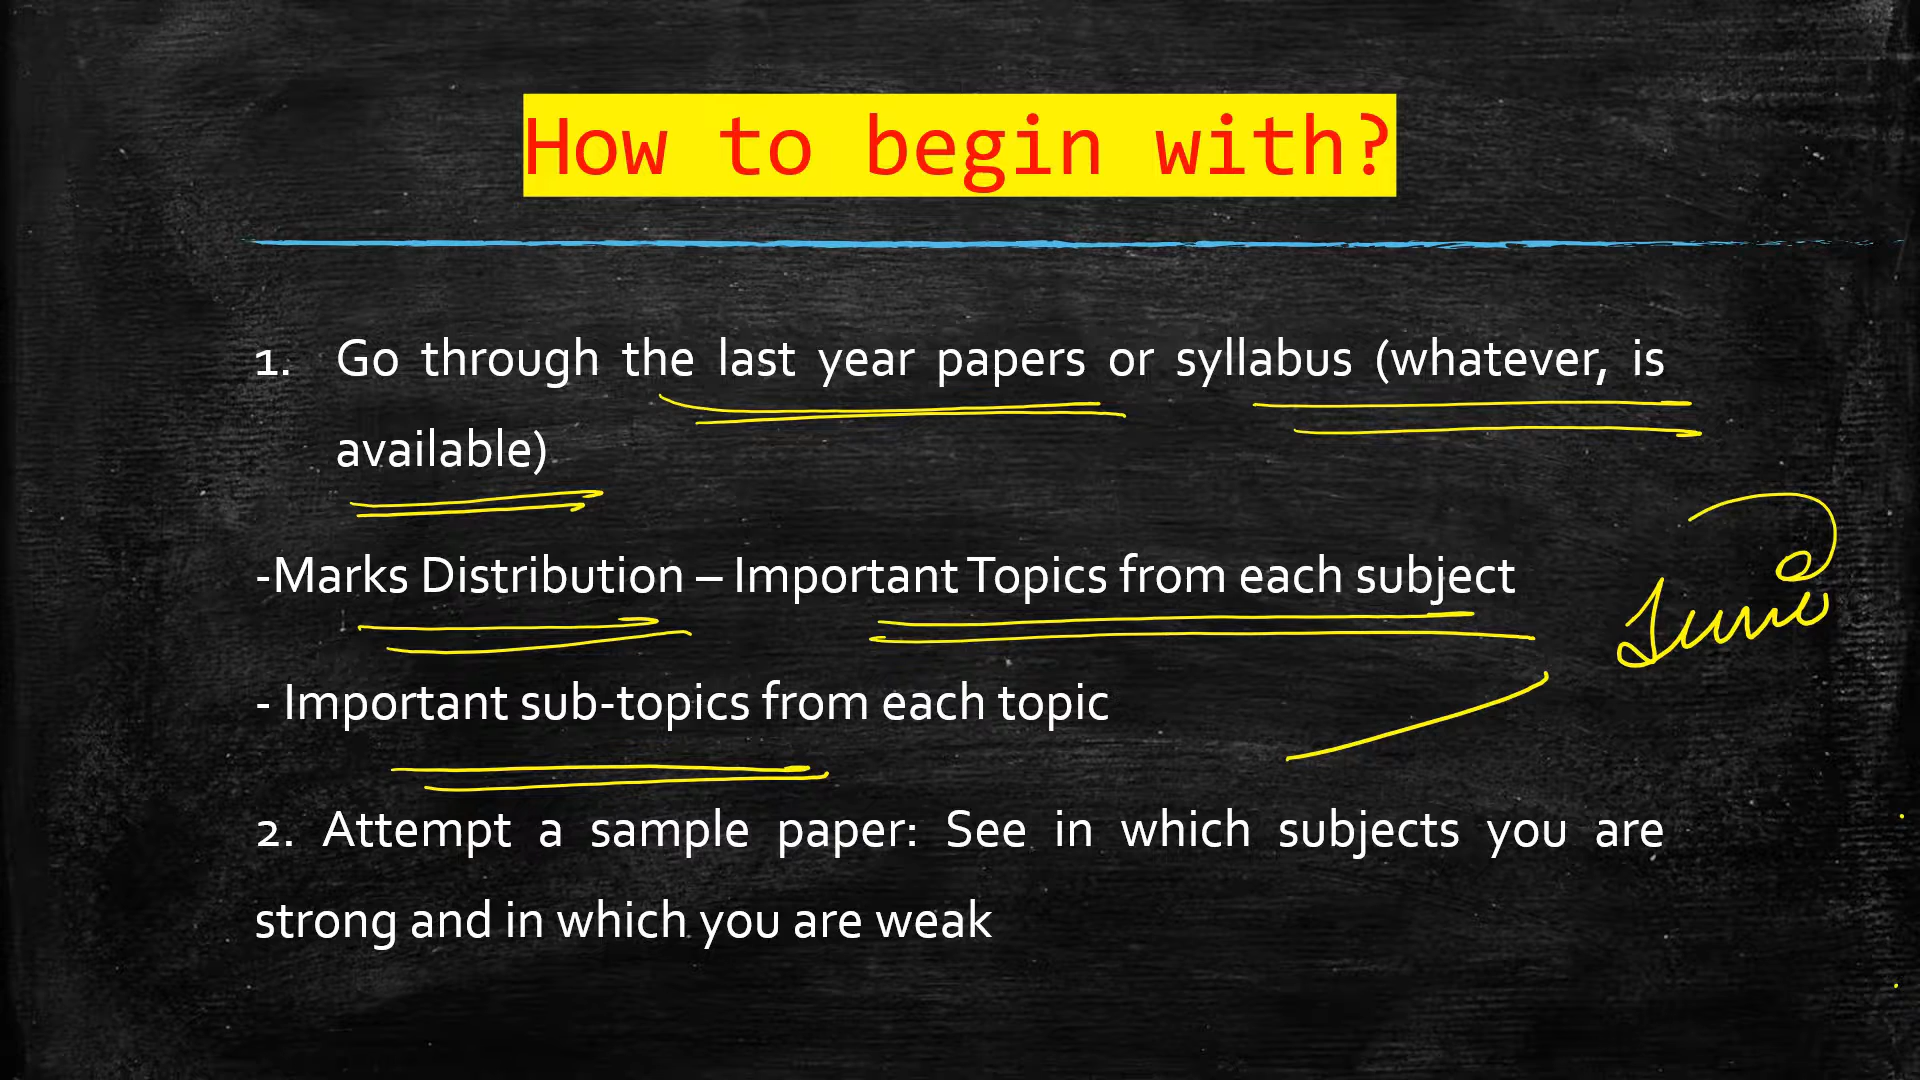 How to begin with?
1. Go through the last year papers or syllabus (whatever, is
available)
-Marks Distribution – Important Topics from each subject
- Important sub-topics from each topic
2. Attempt a sample paper: See in which subjects you are
strong and in which you are weak